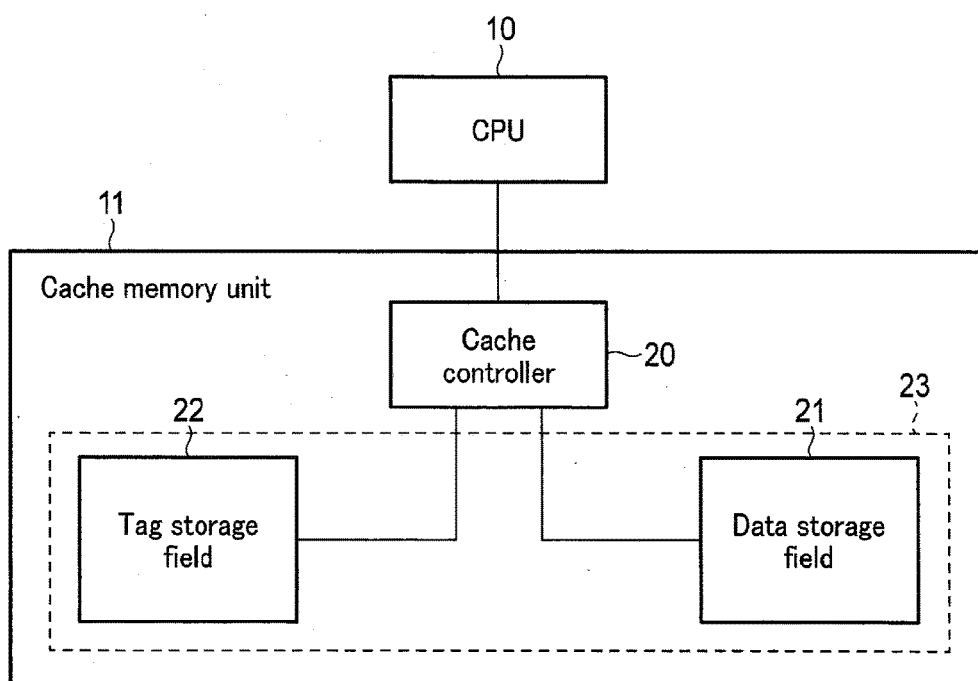 10
CPU
11
Cache memory unit
Cache
controller
20
23
22
21
Tag storage
field
Data storage
field